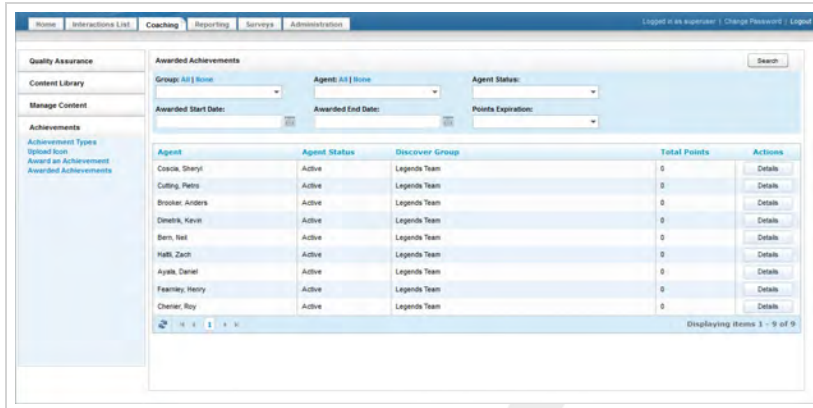 Home Interactions List Coaching Reporting Surveys Administration Logged in as superuser | Change Password | Logout
Quality Assurance
Content Library
Manage Content
Achievements
Achievement Types
Upload Icon
Award an Achievement
Awarded Achievements
Awarded Achievements Search
Group: All | None Agent: All | None Agent Status:
Awarded Start Date: Awarded End Date: Points Expiration:
Agent Agent Status Discover Group Total Points Actions
Coscia, Sheryl Active Legends Team 0 Details
Cutting, Pietro Active Legends Team 0 Details
Brooker, Anders Active Legends Team 0 Details
Dimetrik, Kevin Active Legends Team 0 Details
Bern, Neil Active Legends Team 0 Details
Zach Active Legends Team 0 Details
Ayala, Daniel Active Legends Team 0 Details
Fearnley, Henry Active Legends Team 0 Details
Chenier, Roy Active Legends Team 0 Details
1 Displaying items 1 - 9 of 9